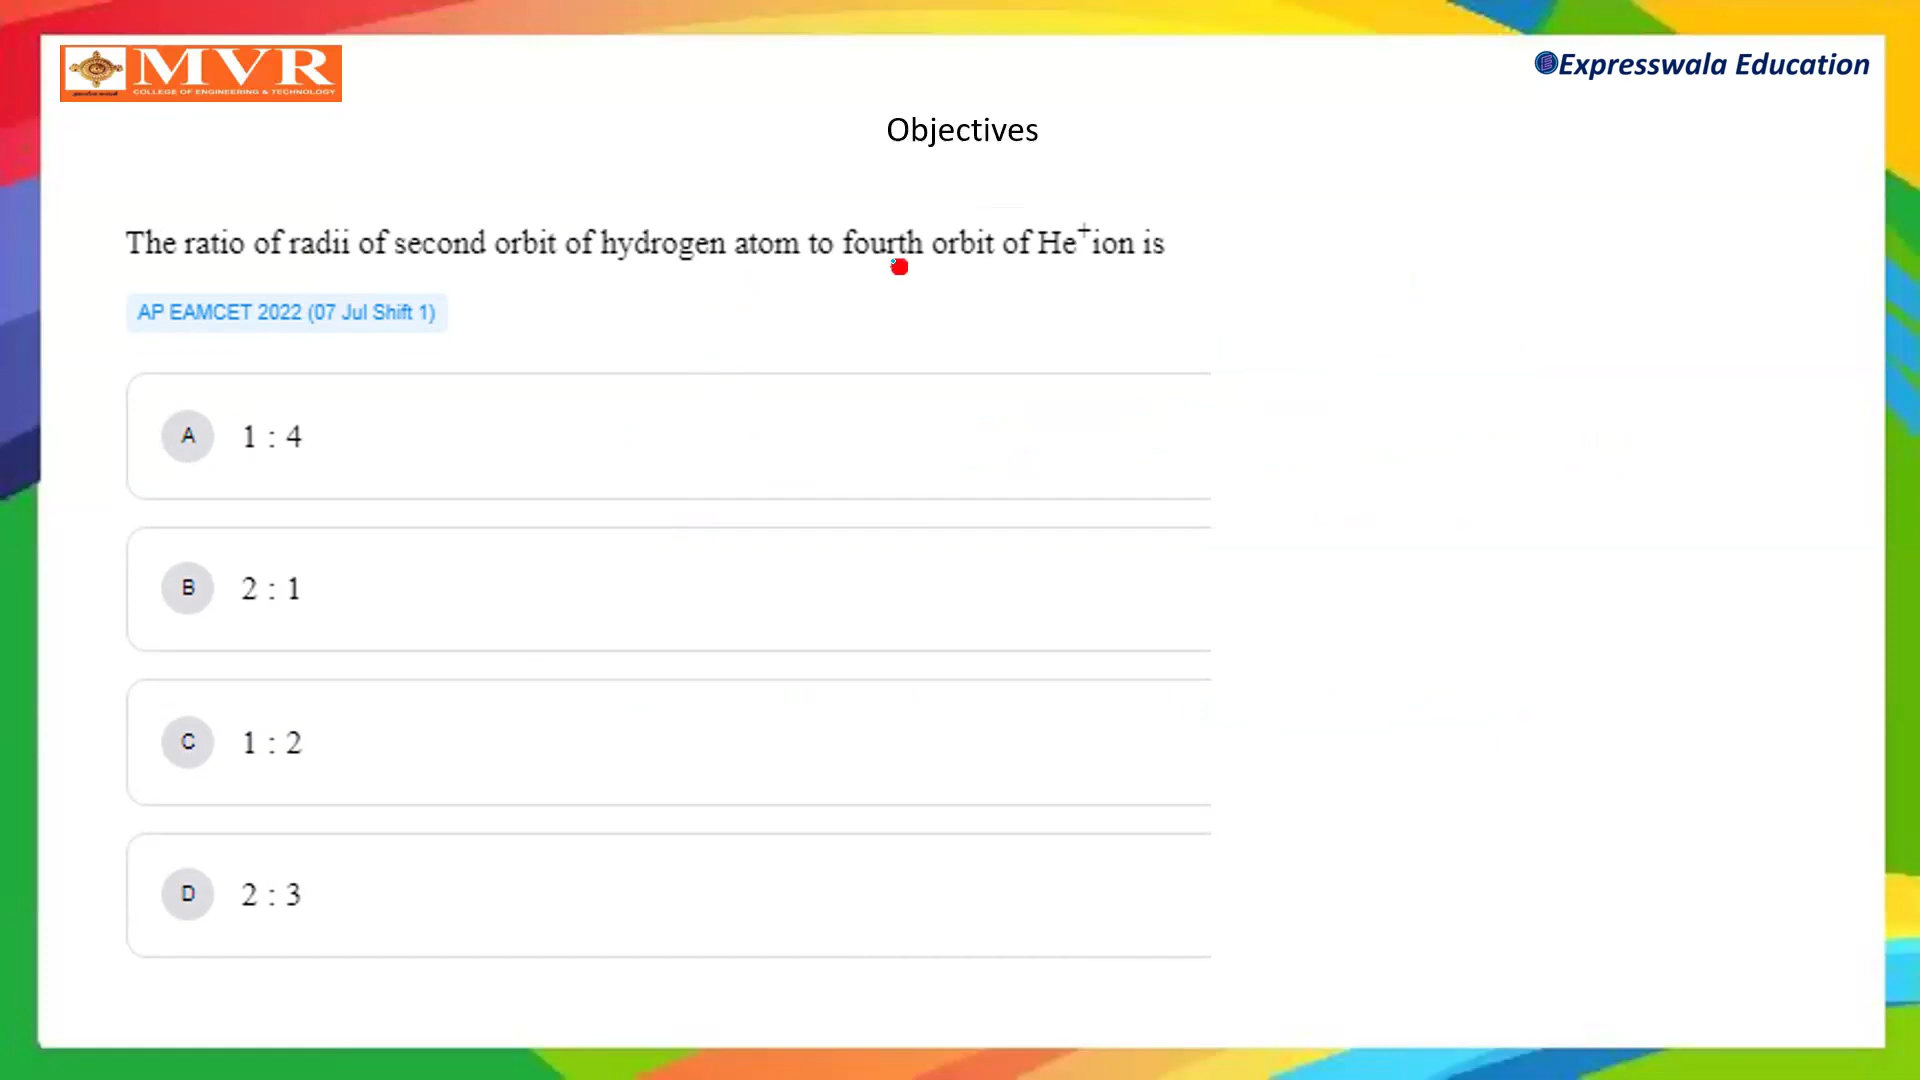 MVR
COLLEGE OF ENGINEERING & TECHNOLOGY
Expresswala Education
Objectives
The ratio of radii of second orbit of hydrogen atom to fourth orbit of He⁺ion is
AP EAMCET 2022 (07 Jul Shift 1)
A 1 : 4
B 2 : 1
C 1 : 2
D 2 : 3